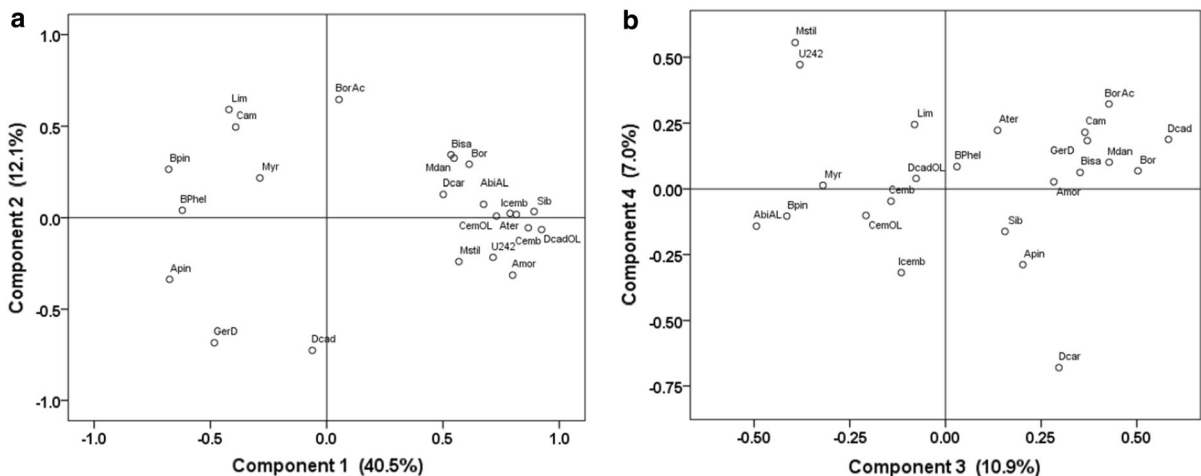 a
1.0
0.5
0.0
-0.5
-1.0
Component 2 (12.1%)
BorAc
Lim
Cam
Bpin
Myr
BPhel
Apin
GerD
Dcad
Bisa
Bor
Mdan
Dcar
AbiAL
Icemb
Sib
CemOL
Ater
Cemb
DcadOL
Mstil
U242
Amor
-1.0
-0.5
0.0
0.5
1.0
Component 1 (40.5%)
b
0.50
0.25
0.00
-0.25
-0.50
-0.75
Component 4 (7.0%)
Mstil
U242
BorAc
Lim
Ater
Cam
Dcad
GerD
Mdan
BPhel
Bisa
Bor
DcadOL
Myr
Cemb
Amor
Bpin
AbiAL
CemOL
Sib
Icemb
Apin
Dcar
-0.50
-0.25
0.00
0.25
0.50
Component 3 (10.9%)